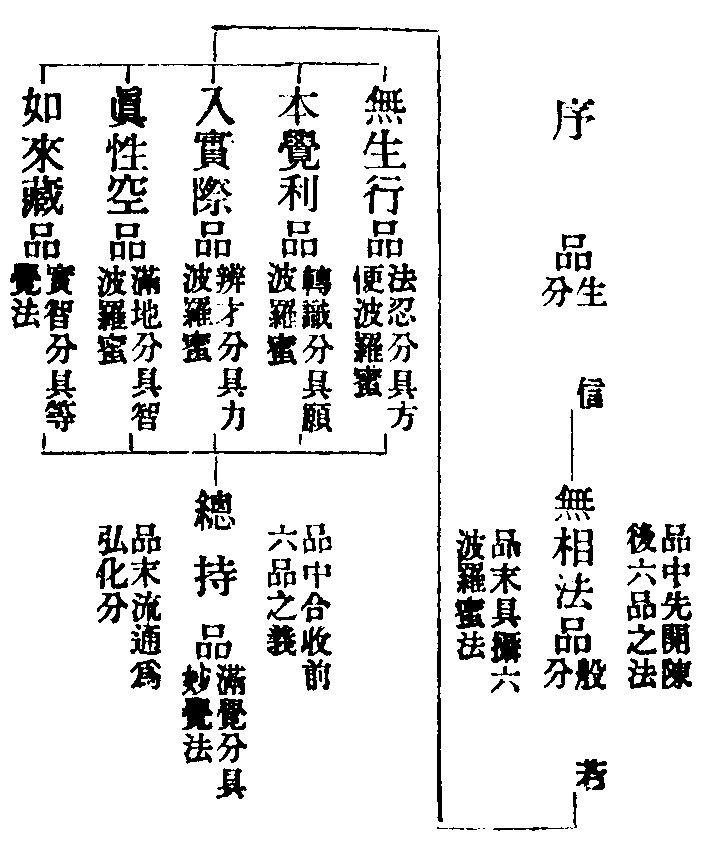 序品生信分
無相法品般若分
品中先開陳
後六品之法
品末具攝六
波羅蜜法
無生行品
法忍分具方
便波羅蜜
本覺利品
轉識分具願
波羅蜜
入實際品
辨才分具力
波羅蜜
眞性空品
滿地分具智
波羅蜜
如來藏品
實智分具等
覺法
品中合收前
六品之義
總持品
滿覺分具
妙覺法
品末流通爲
弘化分